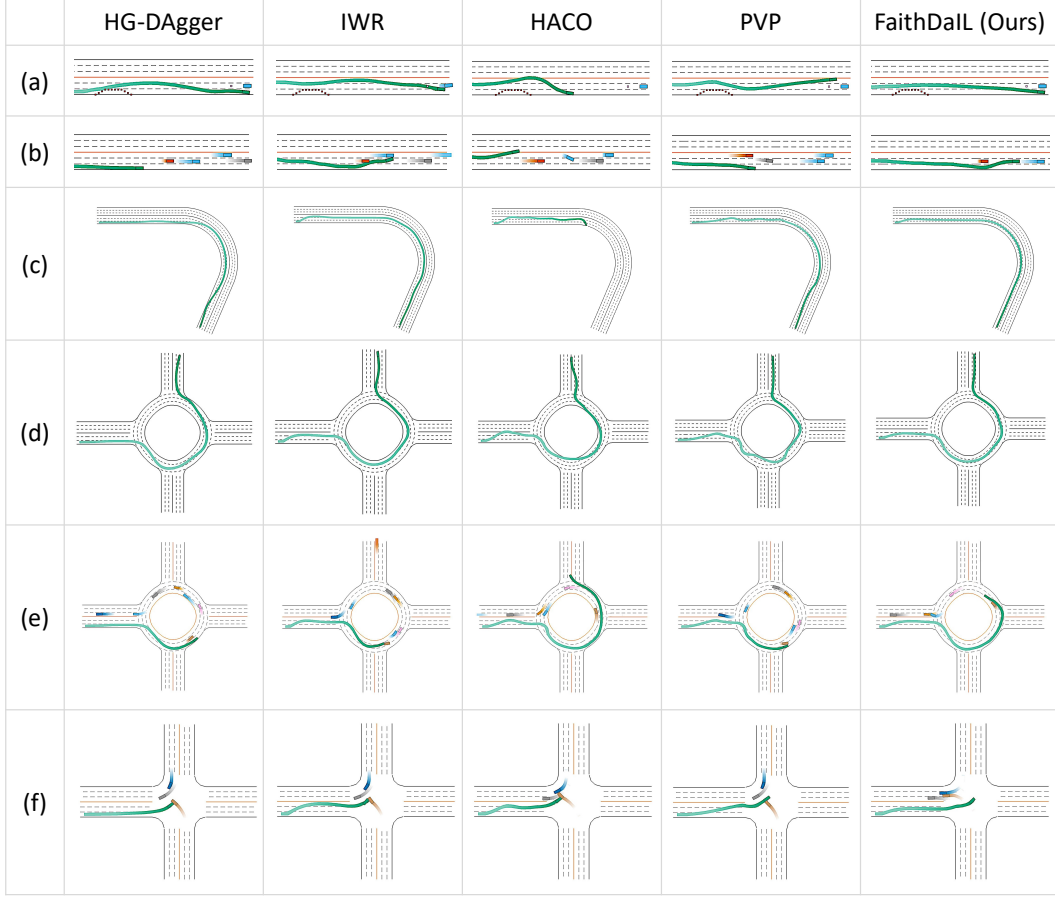 HG-DAgger IWR HACO PVP FaithDaIL (Ours)
(a)
(b)
(c)
(d)
(e)
(f)